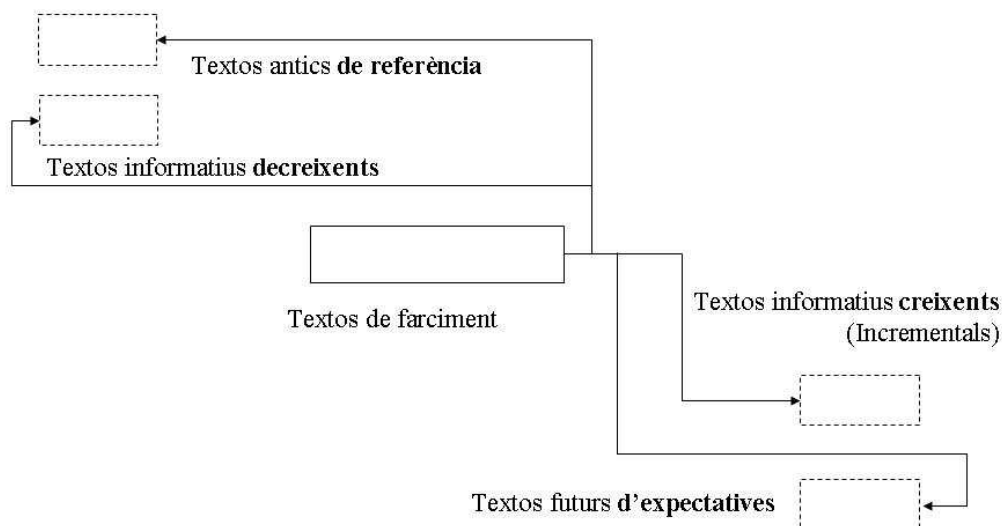 Textos antics de referència
Textos informatius decreixents
Textos de farciment
Textos informatius creixents
(Incrementals)
Textos futurs d'expectatives